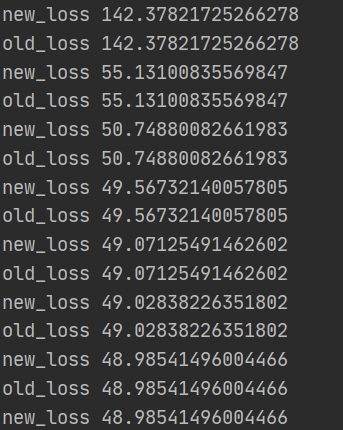 new_loss 142.37821725266278
old_loss 142.37821725266278
new_loss 55.13100835569847
old_loss 55.13100835569847
new_loss 50.74880082661983
old_loss 50.74880082661983
new_loss 49.56732140057805
old_loss 49.56732140057805
new_loss 49.07125491462602
old_loss 49.07125491462602
new_loss 49.02838226351802
old_loss 49.02838226351802
new_loss 48.98541496004466
old_loss 48.98541496004466
new_loss 48.98541496004466